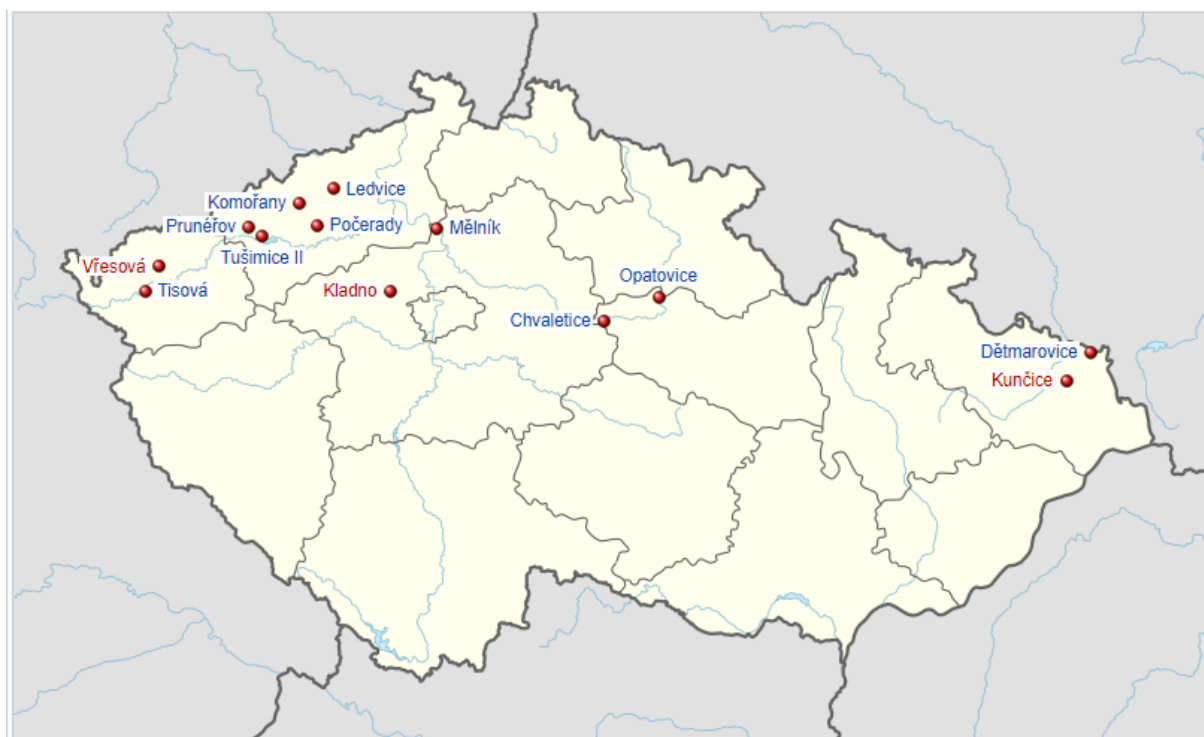 Ledvice
Komořany
Prunéřov
Počerady
Mělník
Tušimice II
Vřesová
Tisová
Kladno
Opatovice
Chvaletice
Dětmarovice
Kunčice